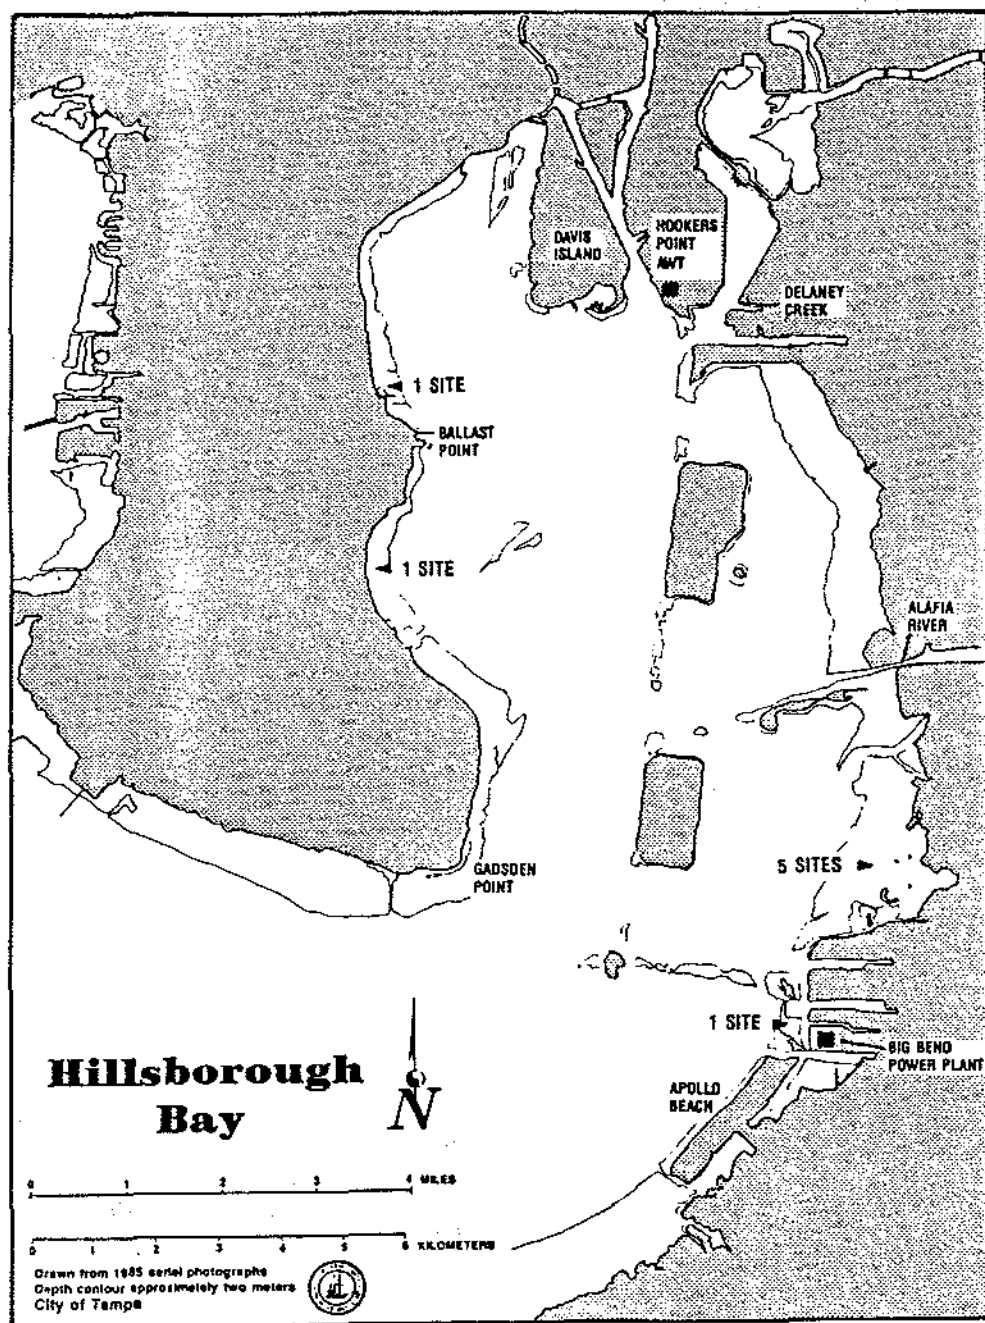 DAVIS
ISLAND
HOOKERS
POINT
AWT
DELANEY
CREEK
1 SITE
BALLAST
POINT
1 SITE
ALAFIA
RIVER
5 SITES
GADSDEN
POINT
1 SITE
BIG BEND
POWER PLANT
APOLLO
BEACH
Hillsborough
Bay
N
0 1 2 3 4 MILES
0 1 2 3 4 5 6 KILOMETERS
Drawn from 1985 aerial photographs
Depth contour approximately two meters
City of Tampa